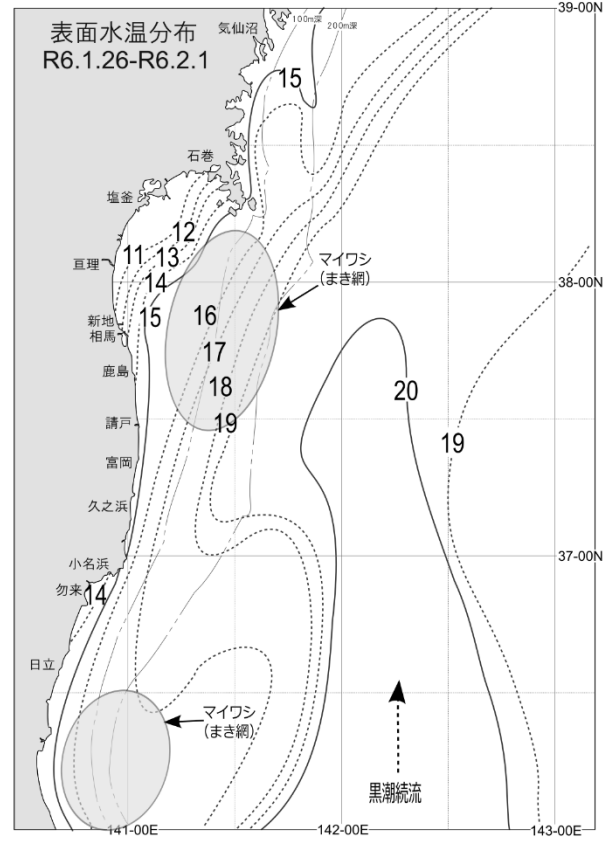 表面水温分布
R6.1.26-R6.2.1
気仙沼
100m深
200m深
39-00N
15
石巻
塩釜
12
11
13
亘理
14
マイワシ
(まき網)
38-00N
15
16
新地
相馬
17
鹿島
18
20
請戸
19
19
富岡
久之浜
37-00N
小名浜
勿来
14
日立
マイワシ
(まき網)
黒潮続流
141-00E
142-00E
143-00E